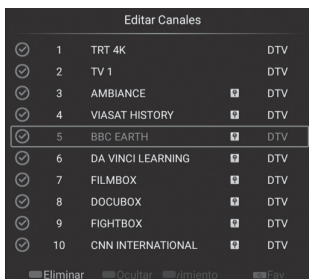 Editar Canales
1 TRT 4K DTV
2 TV 1 DTV
3 AMBIANCE DTV
4 VIASAT HISTORY DTV
5 BBC EARTH DTV
6 DA VINCI LEARNING DTV
7 FILMBOX DTV
8 DOCUBOX DTV
9 FIGHTBOX DTV
10 CNN INTERNATIONAL DTV
Eliminar Ocultar vimiento Fav